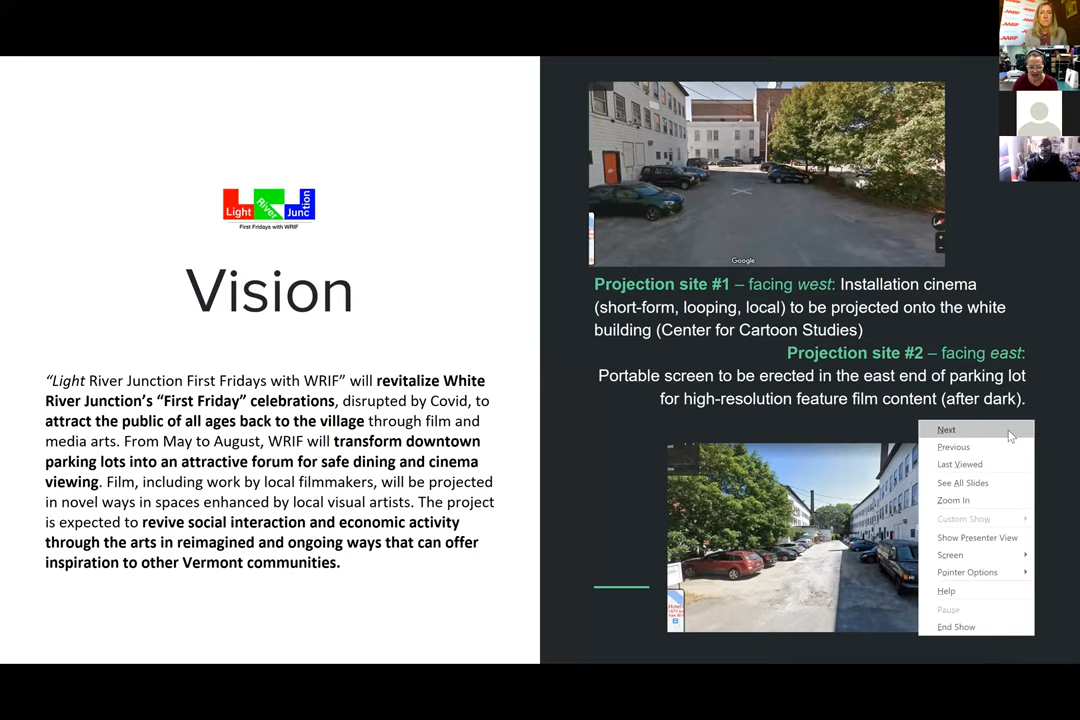 Light
River
Junction
First Fridays with WRIF
Vision
“Light River Junction First Fridays with WRIF” will revitalize White
River Junction’s “First Friday” celebrations, disrupted by Covid, to
attract the public of all ages back to the village through film and
media arts. From May to August, WRIF will transform downtown
parking lots into an attractive forum for safe dining and cinema
viewing. Film, including work by local filmmakers, will be projected
in novel ways in spaces enhanced by local visual artists. The project
is expected to revive social interaction and economic activity
through the arts in reimagined and ongoing ways that can offer
inspiration to other Vermont communities.
Google
Projection site #1 – facing west: Installation cinema
(short-form, looping, local) to be projected onto the white
building (Center for Cartoon Studies)
Projection site #2 – facing east:
Portable screen to be erected in the east end of parking lot
for high-resolution feature film content (after dark).
Hotel
Next
Previous
Last Viewed
See All Slides
Zoom In
Custom Show
Show Presenter View
Screen
Pointer Options
Help
Pause
End Show
AARP
AARP